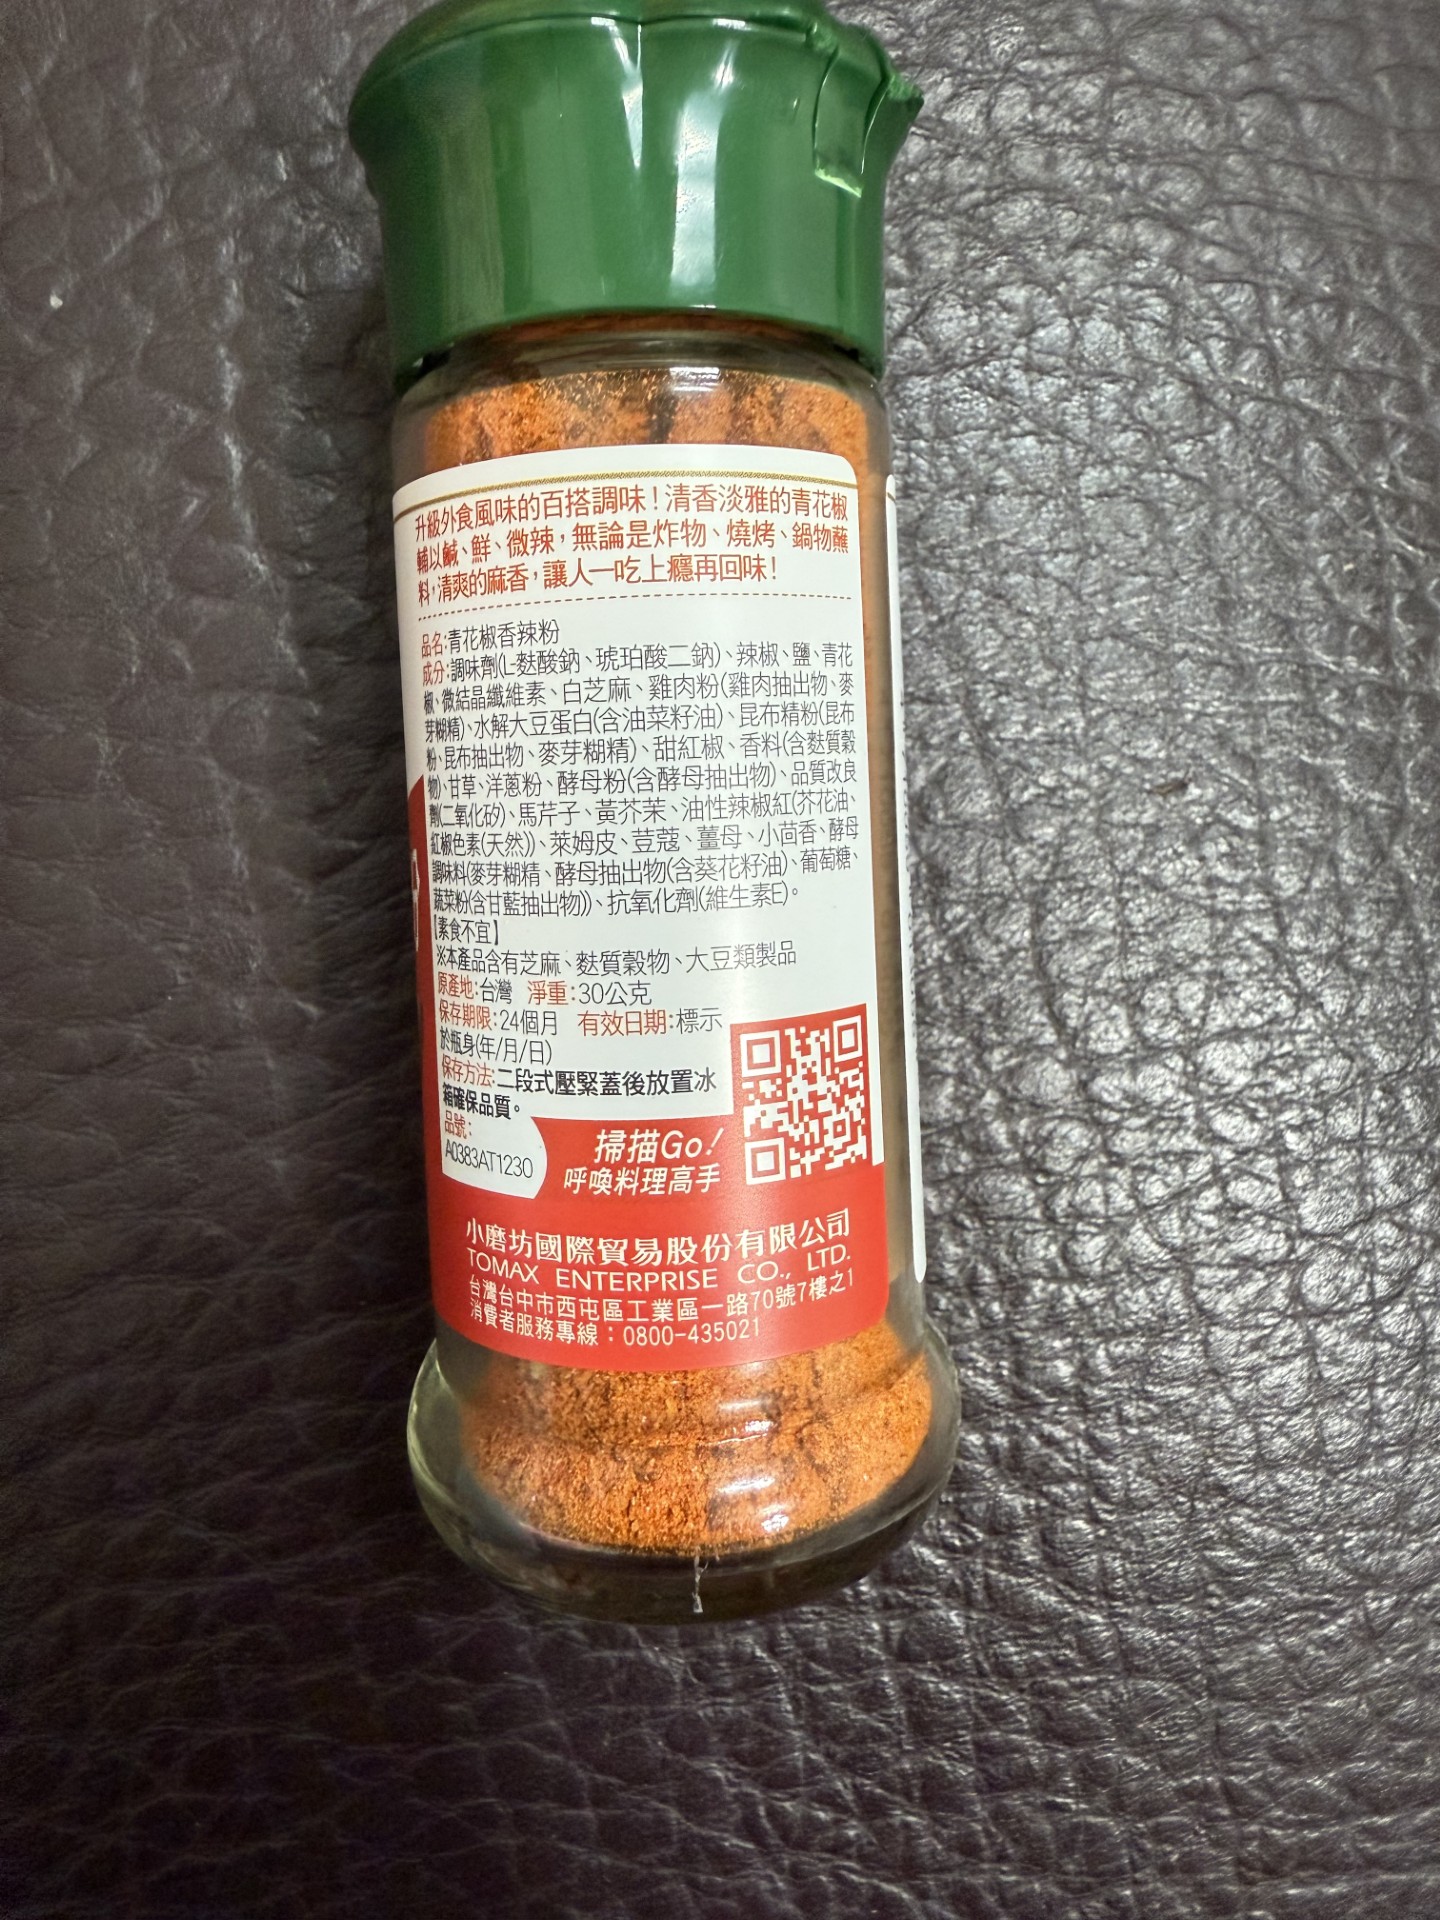 升級外食風味的百搭調味！清香淡雅的青花椒
輔以鹹、鮮、微辣，無論是炸物、燒烤、鍋物蘸
料，清爽的麻香，讓人一吃上癮再回味！
品名:青花椒香辣粉
成分:調味劑(L-麩酸鈉、琥珀酸二鈉)、辣椒、鹽、青花
椒、微結晶纖維素、白芝麻、雞肉粉(雞肉抽出物、麥
芽糊精)、水解大豆蛋白(含油菜籽油)、昆布精粉(昆布
粉、昆布抽出物、麥芽糊精)、甜紅椒、香料(含麩質穀
物)、甘草、洋蔥粉、酵母粉(含酵母抽出物)、品質改良
劑(二氧化矽)、馬芹子、黃芥茉、油性辣椒紅(芥花油、
紅椒色素(天然))、萊姆皮、荳蔻、薑母、小茴香、酵母
調味料(麥芽糊精、酵母抽出物(含葵花籽油)、葡萄糖、
蔬菜粉(含甘藍抽出物))、抗氧化劑(維生素E)。
【素食不宜】
※本產品含有芝麻、麩質穀物、大豆類製品
原產地:台灣 淨重:30公克
保存期限:24個月 有效日期:標示
於瓶身(年/月/日)
保存方法:二段式壓緊蓋後放置冰
箱確保品質。
品號:
A0383AT1230
掃描Go!
呼喚料理高手
小磨坊國際貿易股份有限公司
TOMAX ENTERPRISE CO., LTD.
台灣台中市西屯區工業區一路70號7樓之1
消費者服務專線：0800-435021